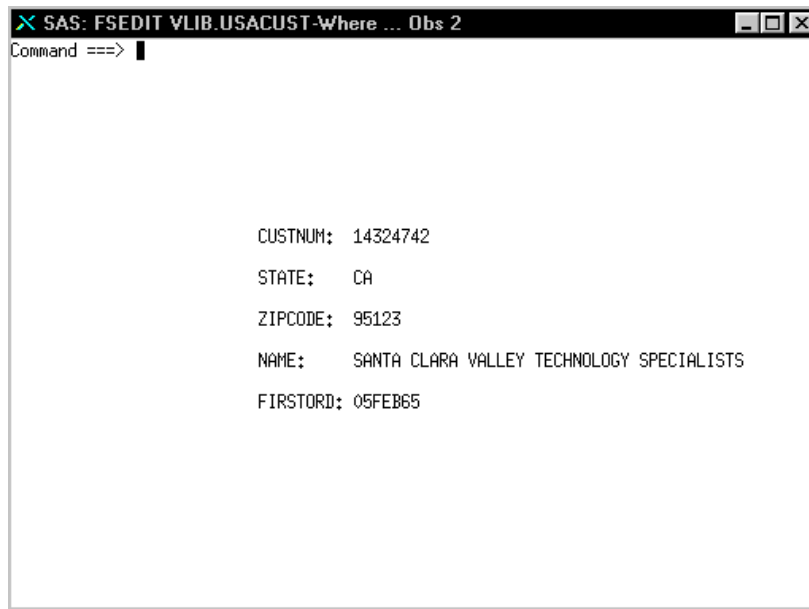 SAS: FSEDIT VLIB.USACUST-Where ... Obs 2
Command ===>
CUSTNUM: 14324742
STATE: CA
ZIPCODE: 95123
NAME: SANTA CLARA VALLEY TECHNOLOGY SPECIALISTS
FIRSTORD: 05FEB65